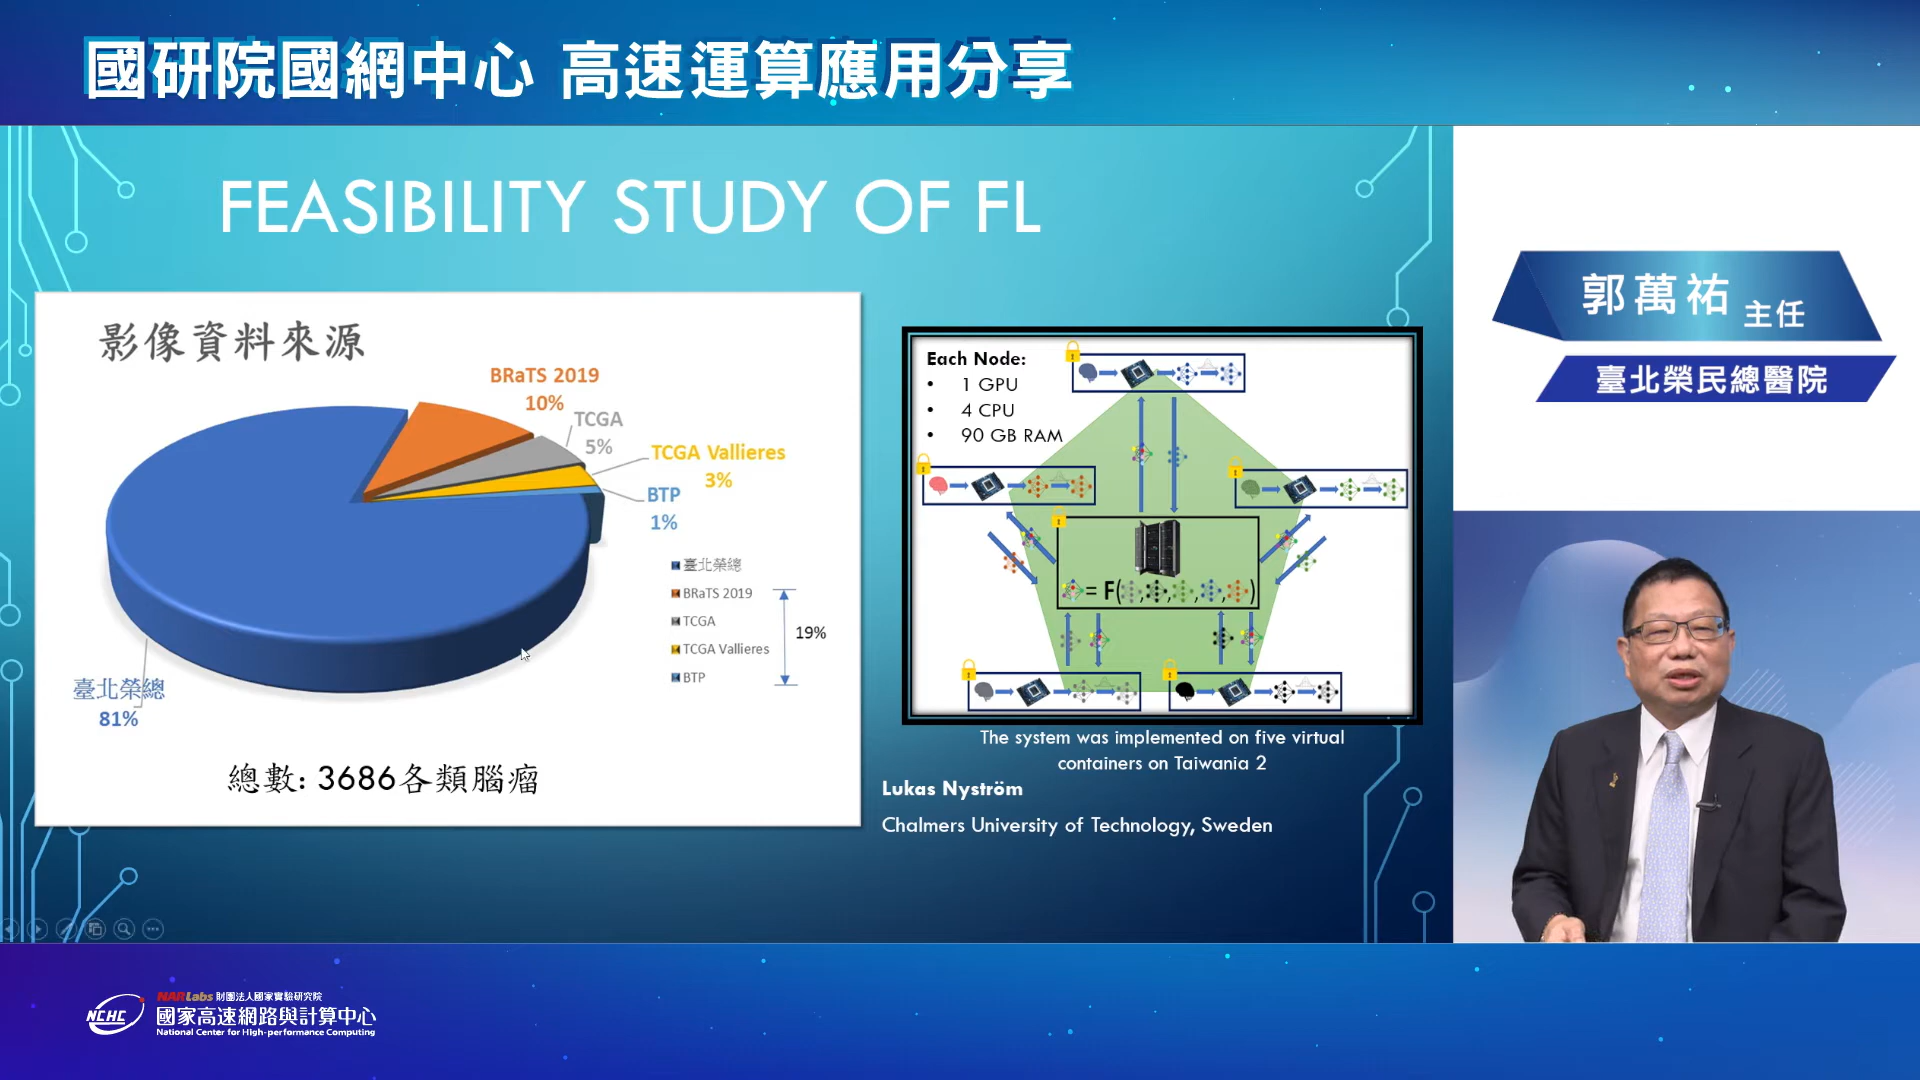 國研院國網中心 高速運算應用分享
FEASIBILITY STUDY OF FL
影像資料來源
BRaTS 2019
10%
TCGA
5%
TCGA Vallieres
3%
BTP
1%
臺北榮總
81%
臺北榮總
BRaTS 2019
TCGA
TCGA Vallieres
BTP
19%
總數: 3686各類腦瘤
Each Node:
• 1 GPU
• 4 CPU
• 90 GB RAM
= F( , , , , )
The system was implemented on five virtual
containers on Taiwania 2
Lukas Nyström
Chalmers University of Technology, Sweden
郭萬祐 主任
臺北榮民總醫院
NCHC
NARLabs 財團法人國家實驗研究院
國家高速網路與計算中心
National Center for High-performance Computing